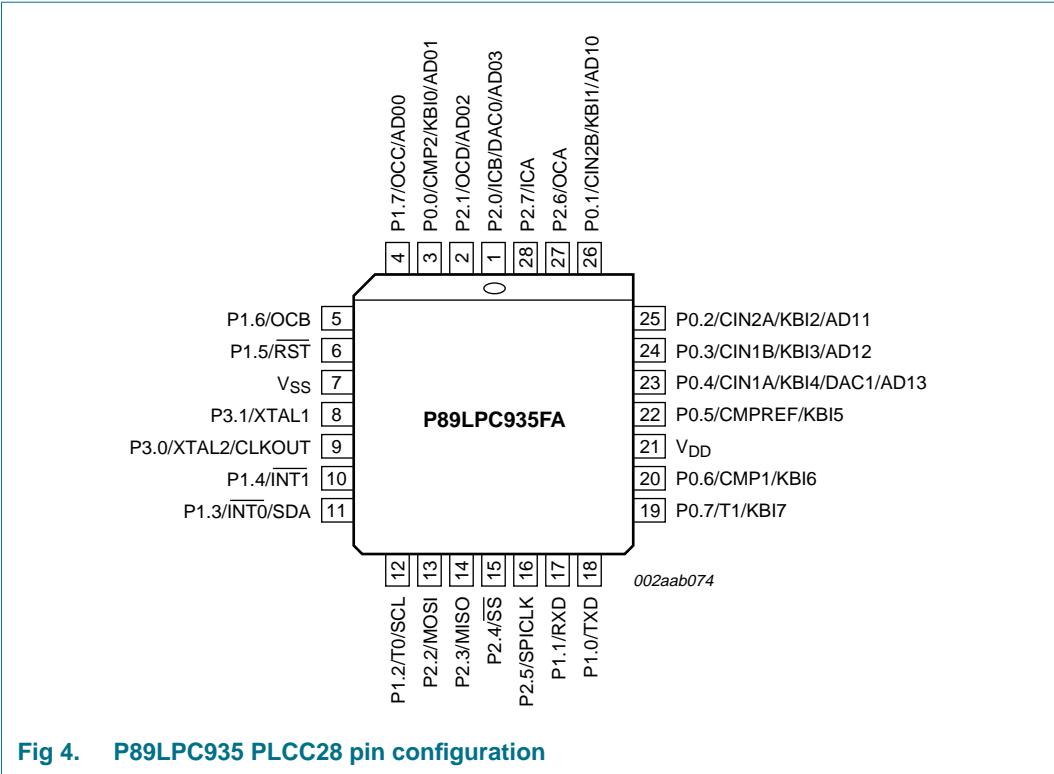 P1.7/OCC/AD00
P0.0/CMP2/KBI0/AD01
P2.1/OCD/AD02
P2.0/ICB/DAC0/AD03
P2.7/ICA
P2.6/OCA
P0.1/CIN2B/KBI1/AD10
4
3
2
1
28
27
26
P1.6/OCB 5
P1.5/RST 6
VSS 7
P3.1/XTAL1 8
P3.0/XTAL2/CLKOUT 9
P1.4/INT1 10
P1.3/INT0/SDA 11
P89LPC935FA
25 P0.2/CIN2A/KBI2/AD11
24 P0.3/CIN1B/KBI3/AD12
23 P0.4/CIN1A/KBI4/DAC1/AD13
22 P0.5/CMPREF/KBI5
21 VDD
20 P0.6/CMP1/KBI6
19 P0.7/T1/KBI7
12
13
14
15
16
17
18
P1.2/T0/SCL
P2.2/MOSI
P2.3/MISO
P2.4/SS
P2.5/SPICLK
P1.1/RXD
P1.0/TXD
002aab074
Fig 4. P89LPC935 PLCC28 pin configuration